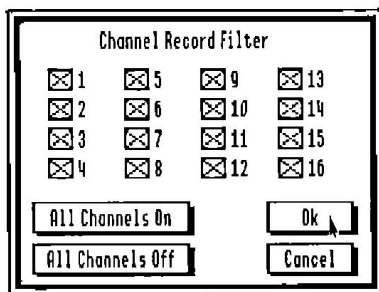 Channel Record Filter
1 5 9 13
2 6 10 14
3 7 11 15
4 8 12 16
All Channels On Ok
All Channels Off Cancel